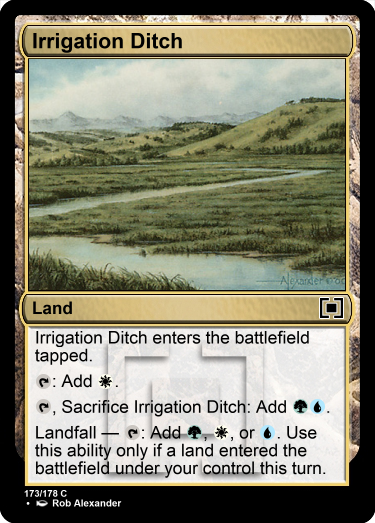 Irrigation Ditch
Land
Irrigation Ditch enters the battlefield
tapped.
: Add .
, Sacrifice Irrigation Ditch: Add .
Landfall — : Add , , or . Use
this ability only if a land entered the
battlefield under your control this turn.
173/178 C
• Rob Alexander